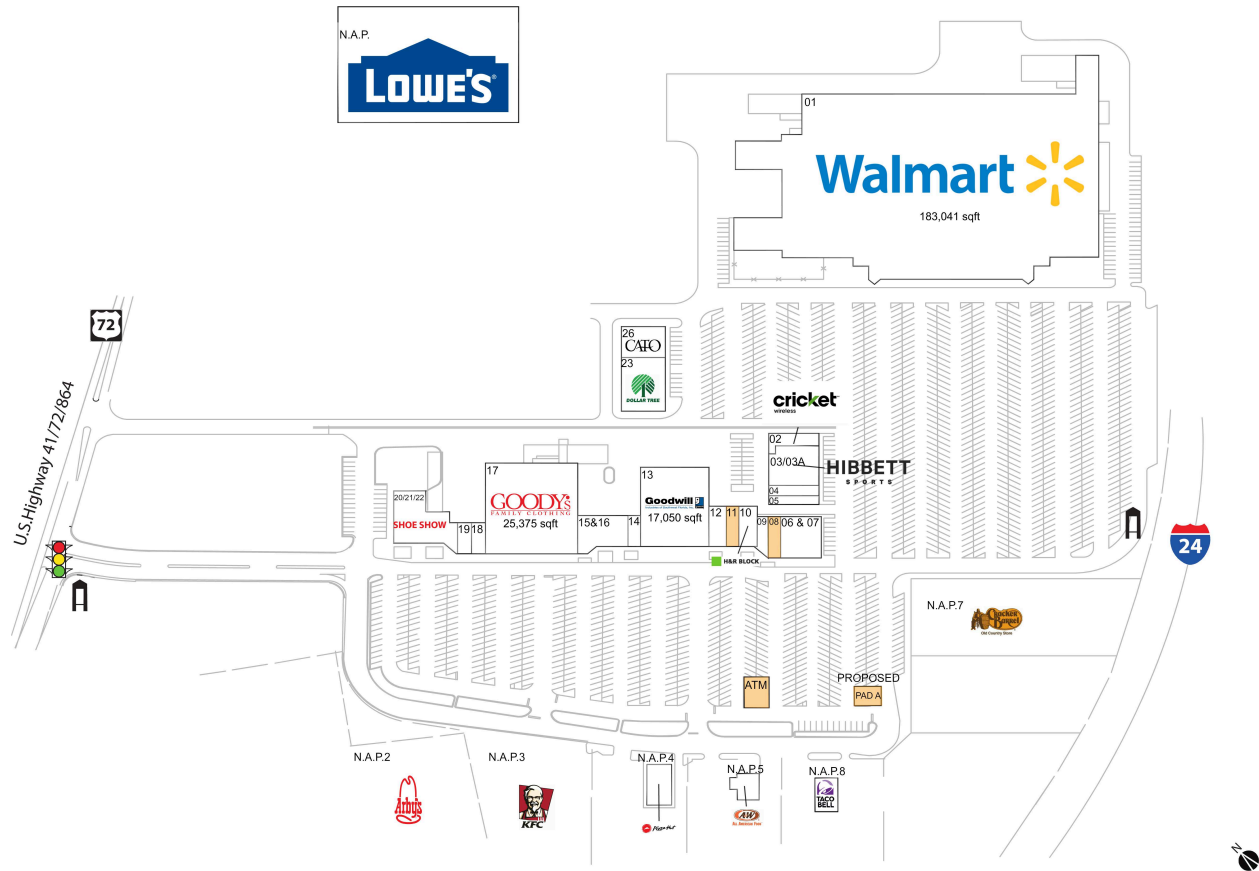 N.A.P.
LOWE'S
01
Walmart
183,041 sqft
72
U.S.Highway 41/72/864
26
CATO
23
DOLLAR TREE
cricket
wireless
02
03/03A
HIBBETT
SPORTS
04
05
17
GOODY's
FAMILY CLOTHING
25,375 sqft
13
Goodwill
17,050 sqft
20/21/22
SHOE SHOW
19
18
15&16
14
12
11
10
09
08
06 & 07
H&R BLOCK
24
N.A.P.7
Cracker
Barrel
Old Country Store
PROPOSED
PAD A
ATM
N.A.P.2
Arby's
N.A.P.3
KFC
N.A.P.4
Pizza Hut
N.A.P.5
A&W
All American Food
N.A.P.8
TACO
BELL
N